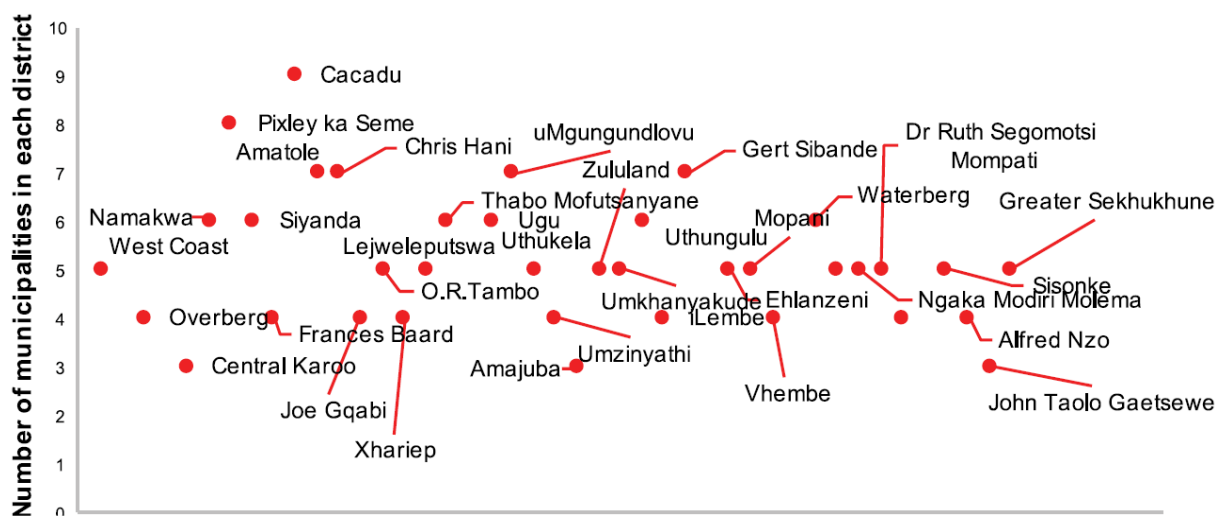 Number of municipalities in each district
10
9
8
7
6
5
4
3
2
1
0
Cacadu
Pixley ka Seme
Amatole
Chris Hani
uMgungundlovu
Zululand
Gert Sibande
Dr Ruth Segomotsi
Mompati
Namakwa
West Coast
Siyanda
Thabo Mofutsanyane
Ugu
Waterberg
Greater Sekhukhune
Lejweleputswa
Uthukela
Uthungulu
Mopani
O.R.Tambo
Umkhanyakude
Ehlanzeni
Sisonke
Ngaka Modiri Molema
Overberg
Frances Baard
iLembe
Alfred Nzo
Central Karoo
Amajuba
Umzinyathi
Joe Gqabi
Vhembe
John Taolo Gaetsewe
Xhariep